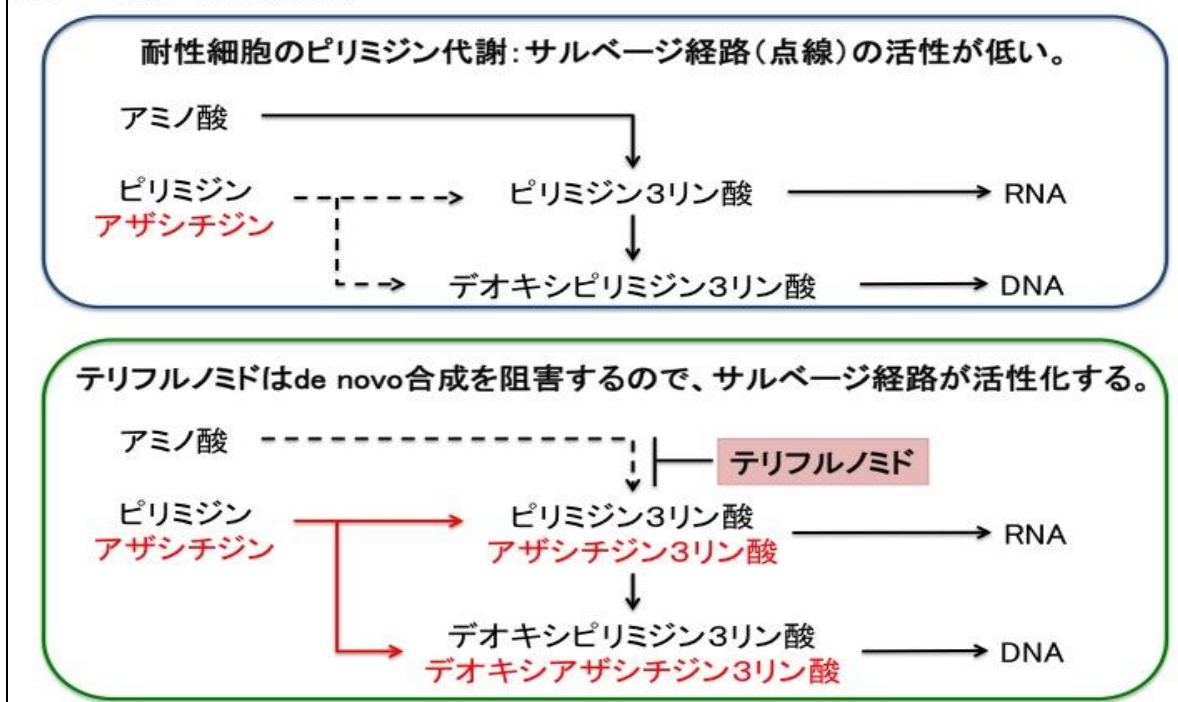 耐性細胞のピリミジン代謝：サルベージ経路（点線）の活性が低い。
アミノ酸
ピリミジン
アザシチジン
ピリミジン３リン酸
RNA
デオキシピリミジン３リン酸
DNA
テリフルノミドはde novo合成を阻害するので、サルベージ経路が活性化する。
アミノ酸
テリフルノミド
ピリミジン
アザシチジン
ピリミジン３リン酸
アザシチジン３リン酸
RNA
デオキシピリミジン３リン酸
デオキシアザシチジン３リン酸
DNA